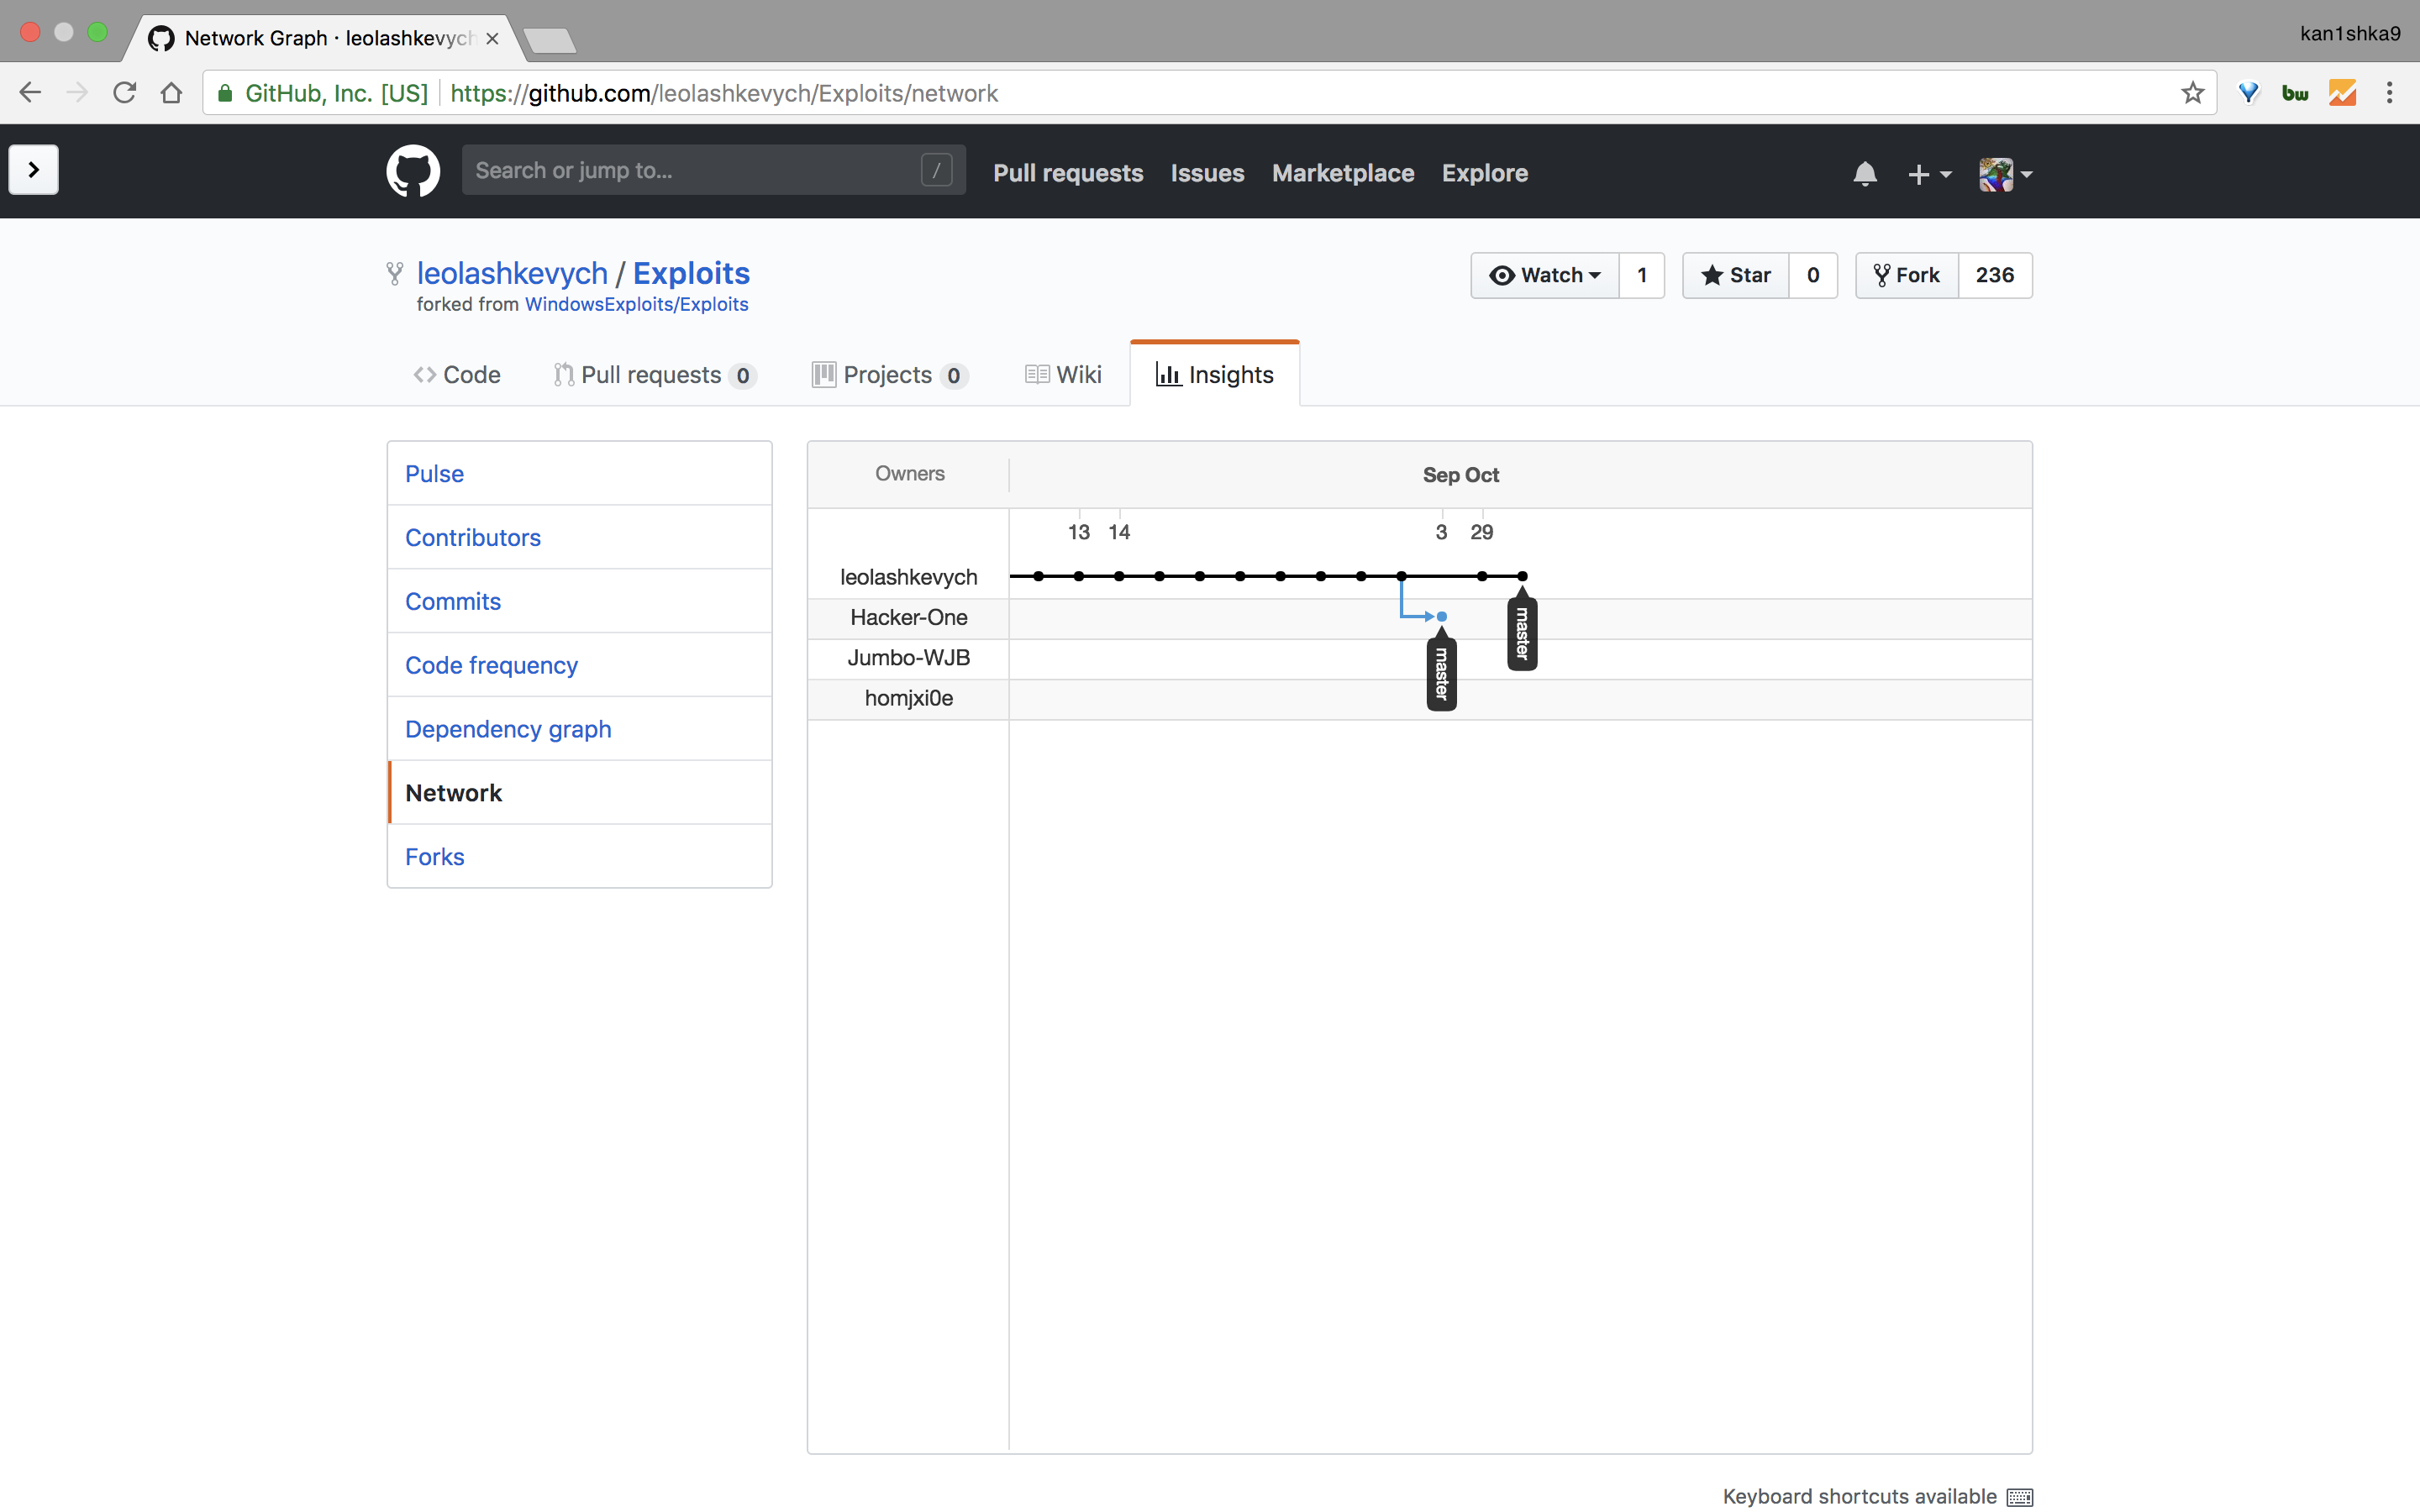 Network Graph · leolashkevych
kan1shka9
GitHub, Inc. [US] https://github.com/leolashkevych/Exploits/network
bw
Search or jump to... /
Pull requests Issues Marketplace Explore
leolashkevych / Exploits
forked from WindowsExploits/Exploits
Watch 1 Star 0 Fork 236
Code Pull requests 0 Projects 0 Wiki Insights
Pulse
Contributors
Commits
Code frequency
Dependency graph
Network
Forks
Owners Sep Oct
13 14 3 29
leolashkevych
Hacker-One
Jumbo-WJB
homjxi0e
master
master
Keyboard shortcuts available